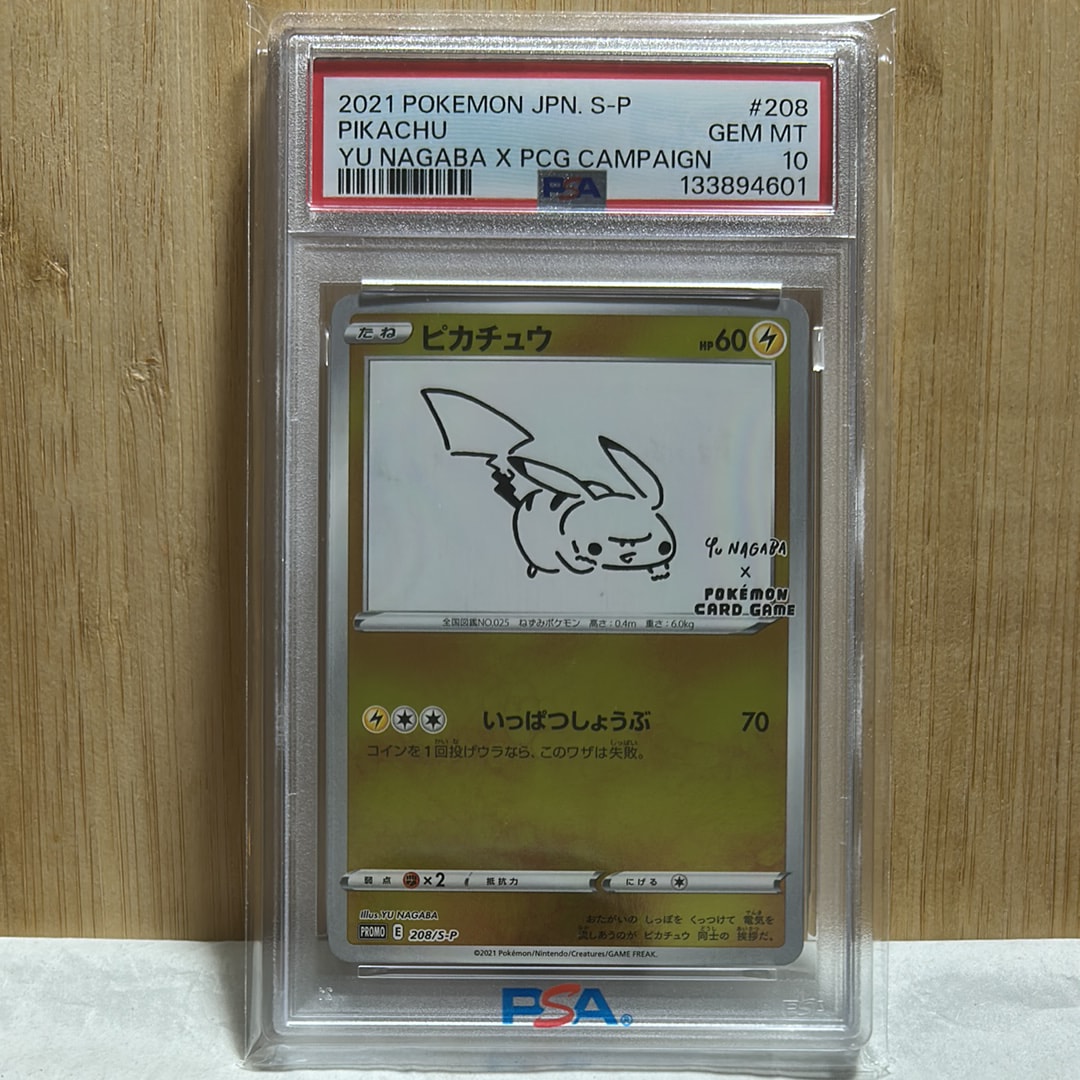 2021 POKEMON JPN. S-P #208
PIKACHU GEM MT
YU NAGABA X PCG CAMPAIGN 10
PSA 133894601
たね ピカチュウ HP60
YU NAGABA
X
POKÉMON
CARD GAME
全国図鑑NO.025 ねずみポケモン 高さ:0.4m 重さ:6.0kg
いっぱつしょうぶ 70
コインを1回投げウラなら、このワザは失敗。
弱点 ×2 抵抗力 にげる
Illus.YU NAGABA
PROMO E 208/S-P
おたがいの しっぽを くっつけて 電気を
流しあうのが ピカチュウ 同士の 挨拶だ。
©2021 Pokémon/Nintendo/Creatures/GAME FREAK.
PSA®